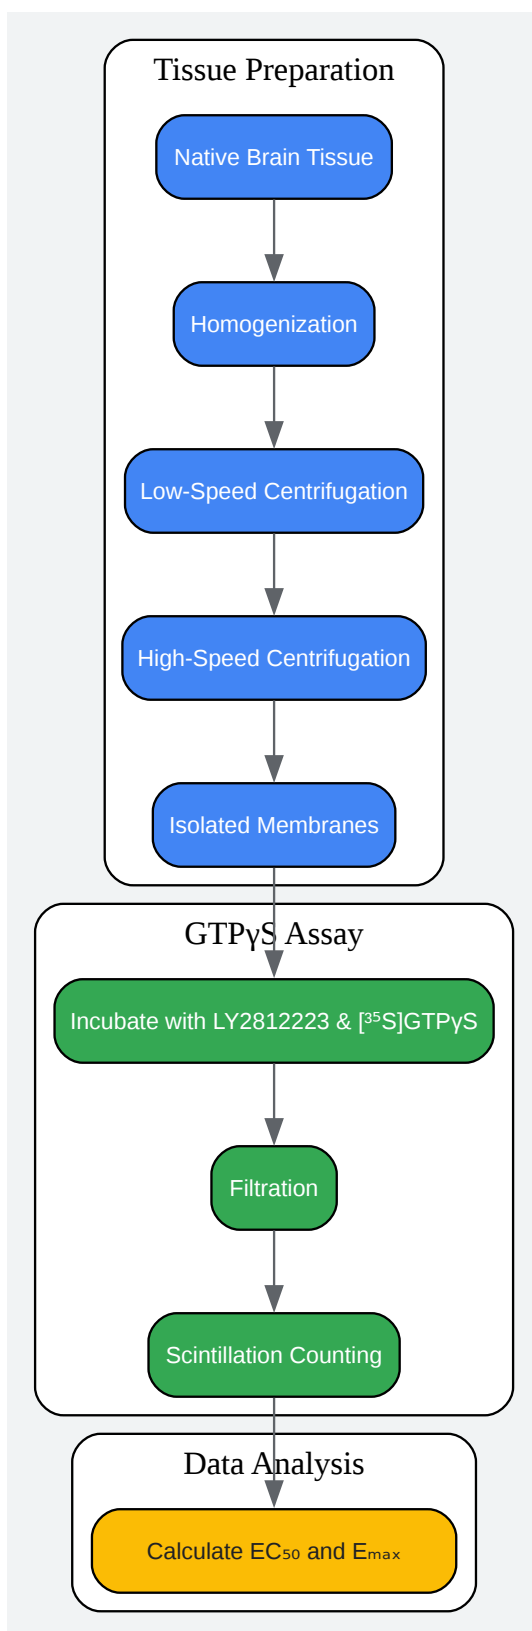 Tissue Preparation
Native Brain Tissue
Homogenization
Low-Speed Centrifugation
High-Speed Centrifugation
Isolated Membranes
GTPγS Assay
Incubate with LY2812223 & [³⁵S]GTPγS
Filtration
Scintillation Counting
Data Analysis
Calculate EC₅₀ and Eₘₐₓ